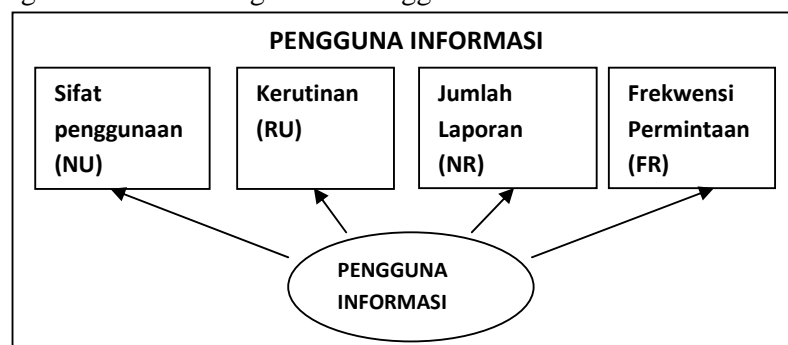 PENGGUNA INFORMASI
Sifat
penggunaan
(NU)
Kerutinan
(RU)
Jumlah
Laporan
(NR)
Frekwensi
Permintaan
(FR)
PENGGUNA
INFORMASI